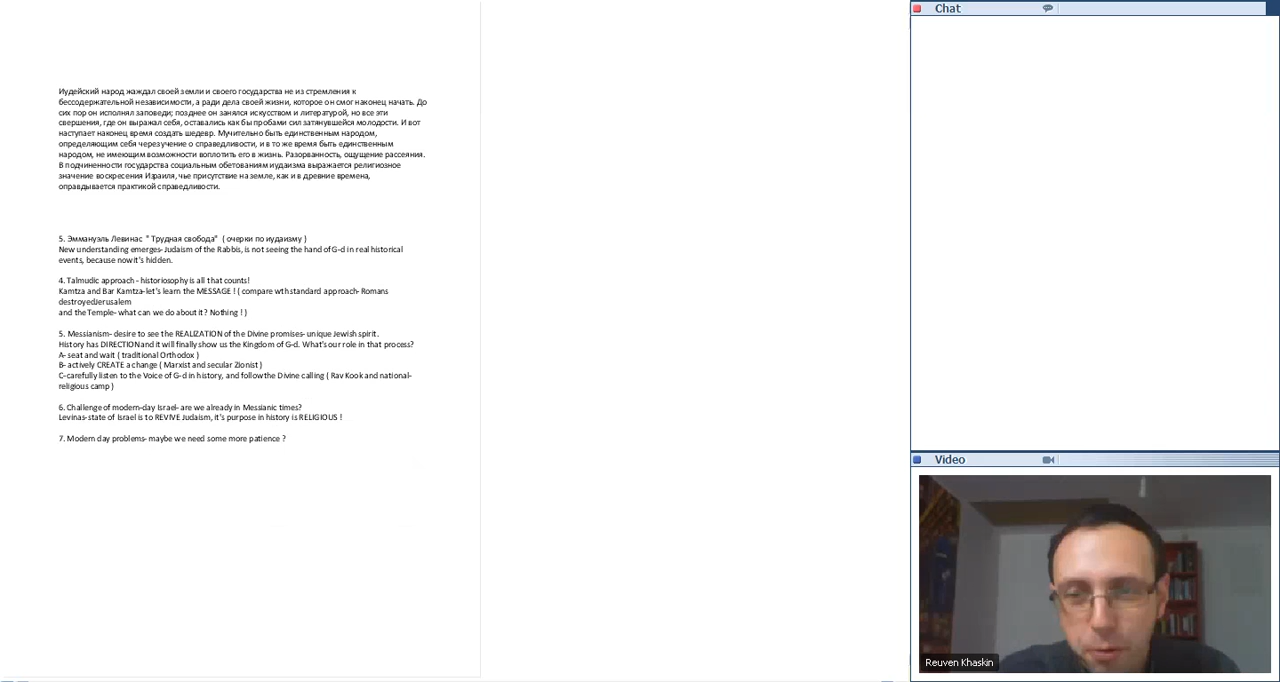 Chat
Иудейский народ жаждал своей земли и своего государства не из стремления к
бессодержательной независимости, а ради дела своей жизни, которое он смог наконец начать. До
сих пор он исполнял заповеди; позднее он занялся искусством и литературой, но все эти
свершения, где он выражал себя, оставались как бы пробами сил затянувшейся молодости. И вот
наступает наконец время создать шедевр. Мучительно быть единственным народом,
определяющим себя через учение о справедливости, и в то же время быть единственным
народом, не имеющим возможности воплотить его в жизнь. Разорванность, ощущение рассеяния.
В подчиненности государства социальным обетованиям иудаизма выражается религиозное
значение воскресения Израиля, чье присутствие на земле, как и в древние времена,
оправдывается практикой справедливости.
5. Эммануэль Левинас " Трудная свобода" ( очерки по иудаизму )
New understanding emerges- Judaism of the Rabbis, is not seeing the hand of G-d in real historical
events, because now it's hidden.
4. Talmudic approach - historiosophy is all that counts!
Kamtza and Bar Kamtza- let's learn the MESSAGE ! ( compare wth standard approach- Romans
destroyedJerusalem
and the Temple- what can we do about it? Nothing ! )
5. Messianism- desire to see the REALIZATION of the Divine promises- unique Jewish spirit.
History has DIRECTION and it will finally show us the Kingdom of G-d. What's our role in that process?
A- seat and wait ( traditional Orthodox )
B- actively CREATE a change ( Marxist and secular Zionist )
C-carefully listen to the Voice of G-d in history, and follow the Divine calling ( Rav Kook and national-
religious camp )
6. Challenge of modern-day Israel- are we already in Messianic times?
Levinas- state of Israel is to REVIVE Judaism, it's purpose in history is RELIGIOUS !
7. Modern day problems- maybe we need some more patience ?
Video
Reuven Khaskin